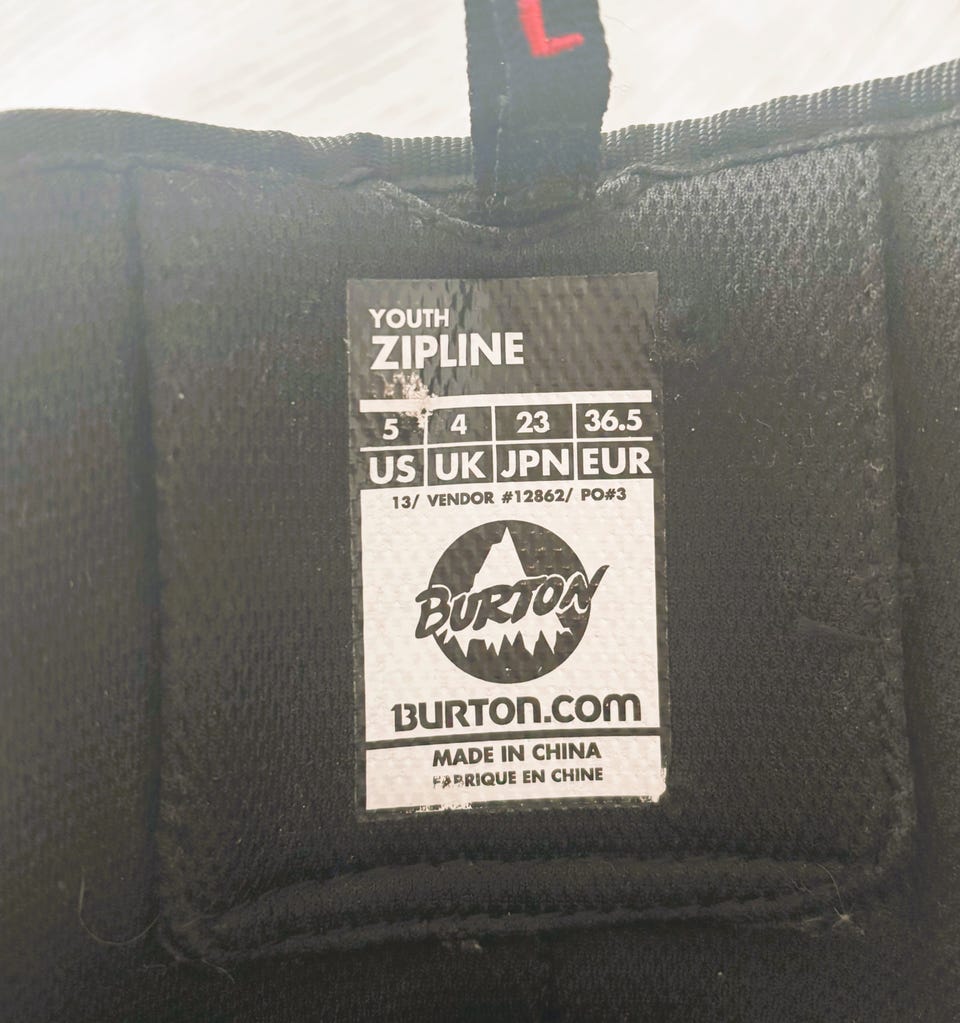 L
YOUTH
ZIPLINE
5 4 23 36.5
US UK JPN EUR
13/ VENDOR #12862/ PO#3
BURTON
BURTON.COM
MADE IN CHINA
FABRIQUE EN CHINE